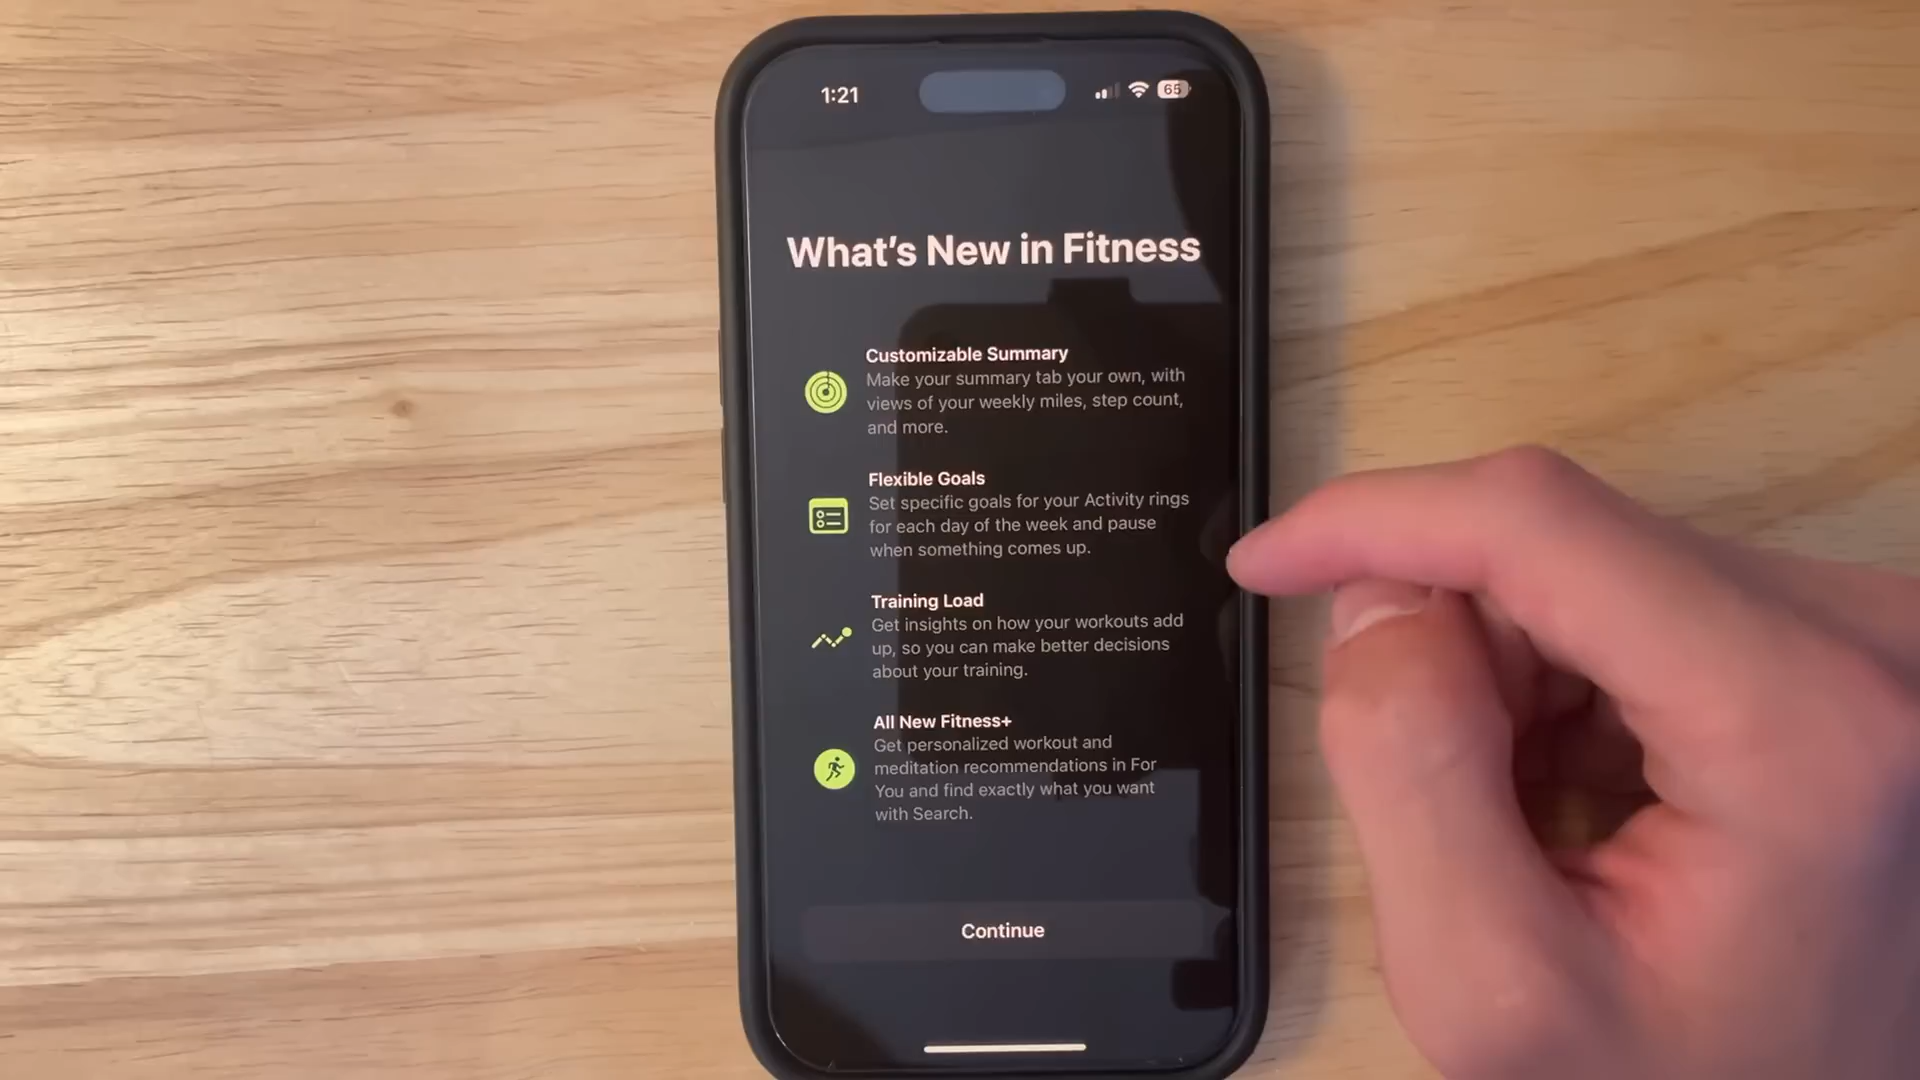 1:21
65
What's New in Fitness
Customizable Summary
Make your summary tab your own, with
views of your weekly miles, step count,
and more.
Flexible Goals
Set specific goals for your Activity rings
for each day of the week and pause
when something comes up.
Training Load
Get insights on how your workouts add
up, so you can make better decisions
about your training.
All New Fitness+
Get personalized workout and
meditation recommendations in For
You and find exactly what you want
with Search.
Continue